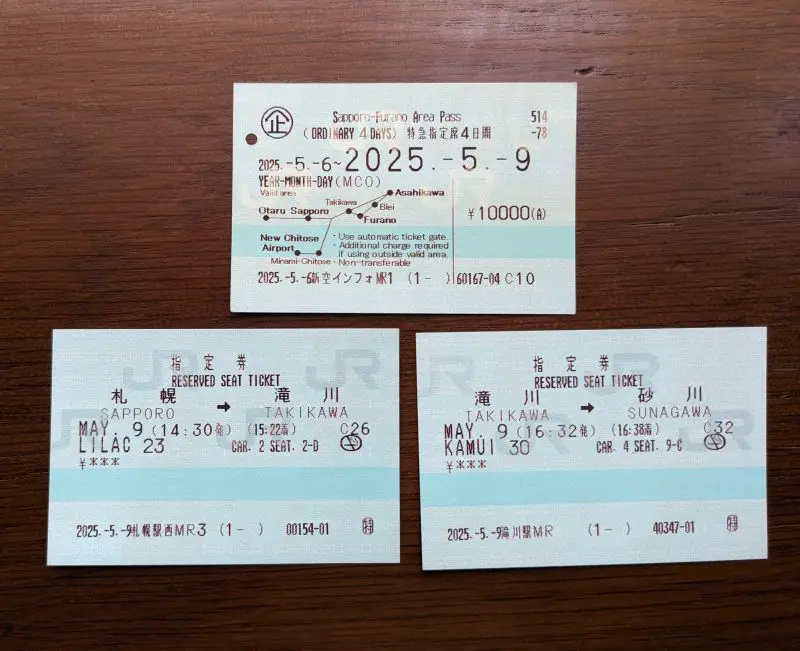 企 Sapporo-Furano Area Pass 514
(ORDINARY 4 DAYS) 特急指定席4日間 -78
2025.-5.-6~2025.-5.-9
YEAR-MONTH-DAY(MCO)
Valid area
Asahikawa
Takikawa
Biei
Otaru Sapporo
Furano
¥10000(A)
New Chitose Airport
Minami-Chitose
・Use automatic ticket gate.
・Additional charge required
if using outside valid area.
・Non-transferable
2025.-5.-6新空インフォMR1 (1- ) 60167-04 C10
JR
指定券
RESERVED SEAT TICKET
札幌 → 滝川
SAPPORO TAKIKAWA
MAY. 9 (14:30発) (15:22着) C26
LILAC 23 CAR. 2 SEAT. 2-D
¥***
2025.-5.-9札幌駅西MR3 (1- ) 00154-01 特
JR
指定券
RESERVED SEAT TICKET
滝川 → 砂川
TAKIKAWA SUNAGAWA
MAY. 9 (16:32発) (16:38着) C32
KAMUI 30 CAR. 4 SEAT. 9-C
¥***
2025.-5.-9滝川駅MR (1- ) 40347-01 特